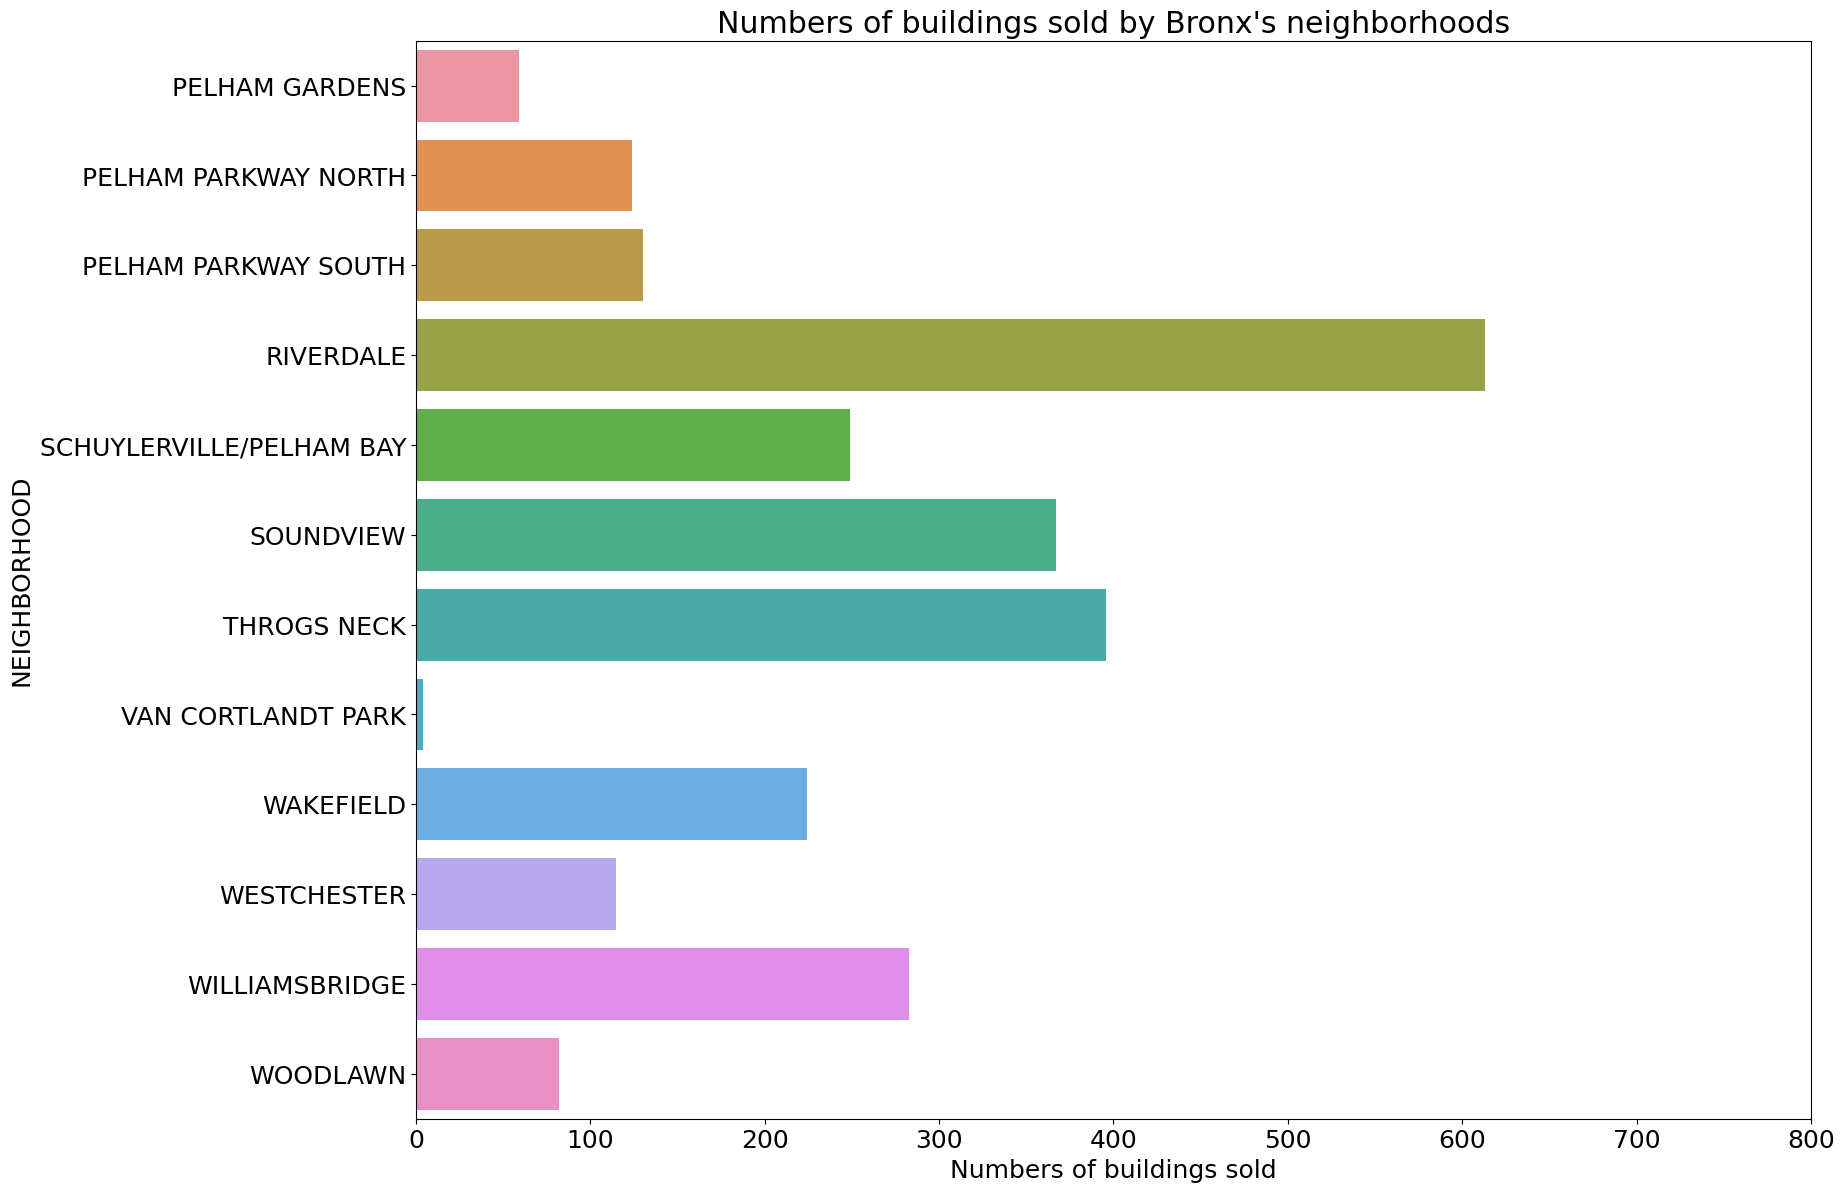 Numbers of buildings sold by Bronx's neighborhoods
NEIGHBORHOOD
PELHAM GARDENS
PELHAM PARKWAY NORTH
PELHAM PARKWAY SOUTH
RIVERDALE
SCHUYLERVILLE/PELHAM BAY
SOUNDVIEW
THROGS NECK
VAN CORTLANDT PARK
WAKEFIELD
WESTCHESTER
WILLIAMSBRIDGE
WOODLAWN
0 100 200 300 400 500 600 700 800
Numbers of buildings sold